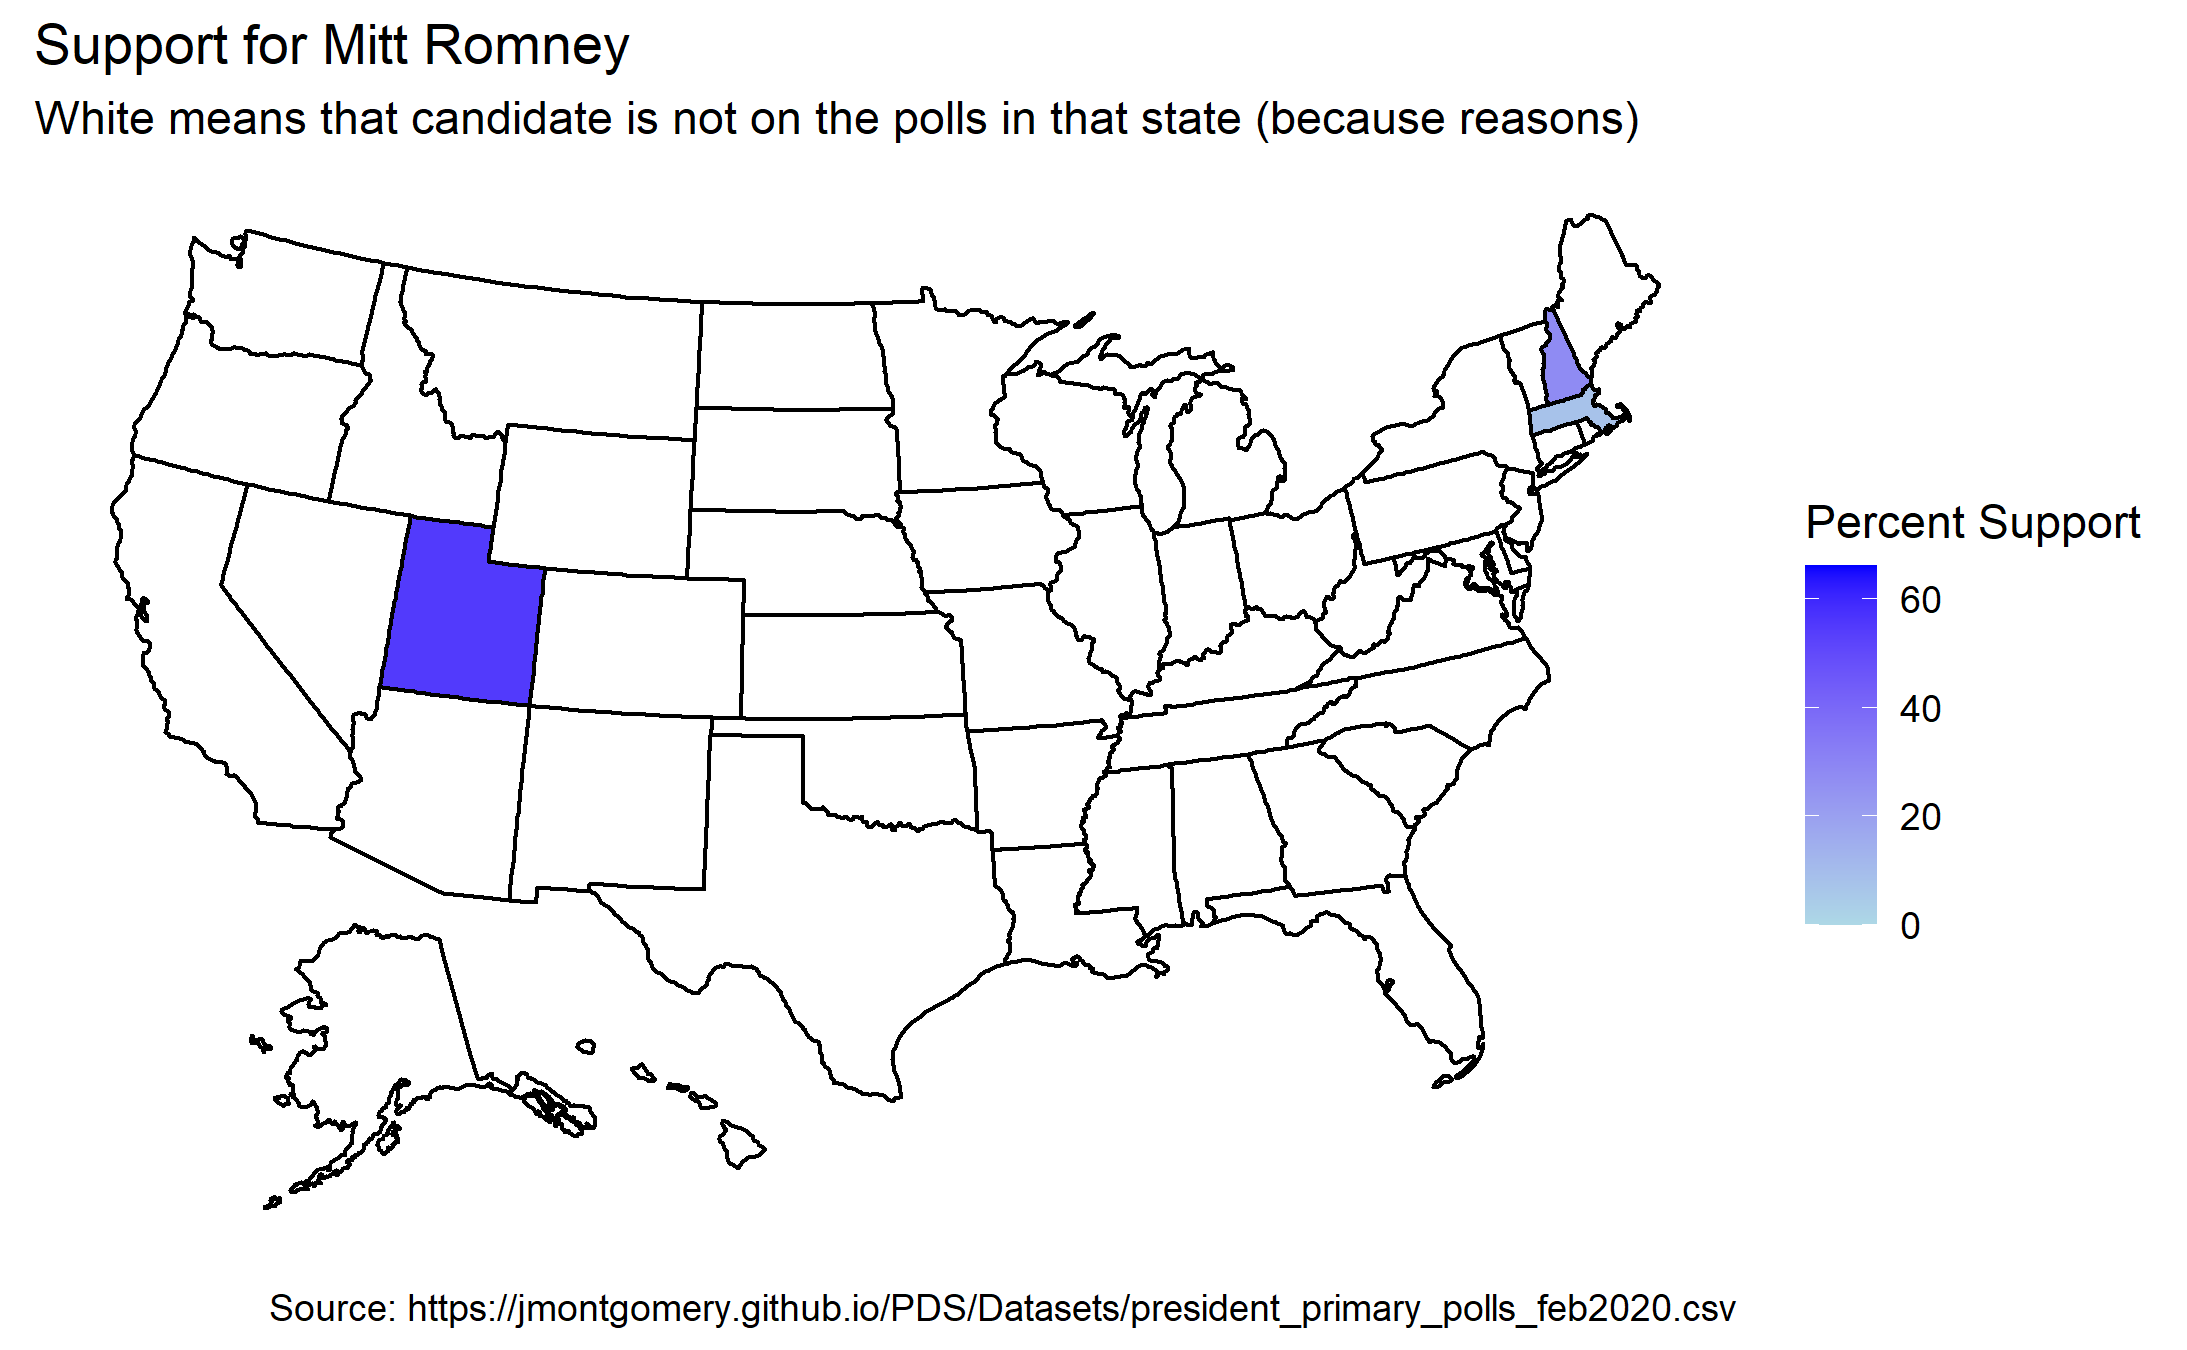 Support for Mitt Romney
White means that candidate is not on the polls in that state (because reasons)
Percent Support
60
40
20
0
Source: https://jmontgomery.github.io/PDS/Datasets/president_primary_polls_feb2020.csv